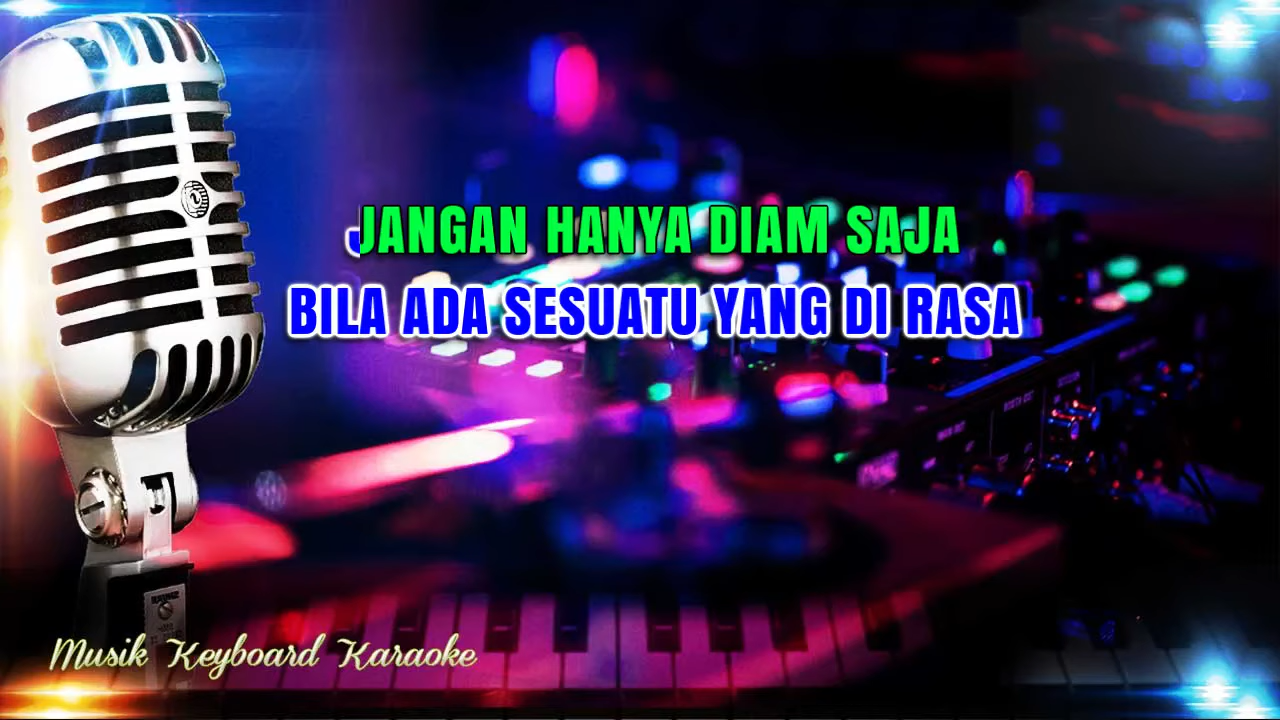 JANGAN HANYA DIAM SAJA
BILA ADA SESUATU YANG DI RASA
Musik Keyboard Karaoke